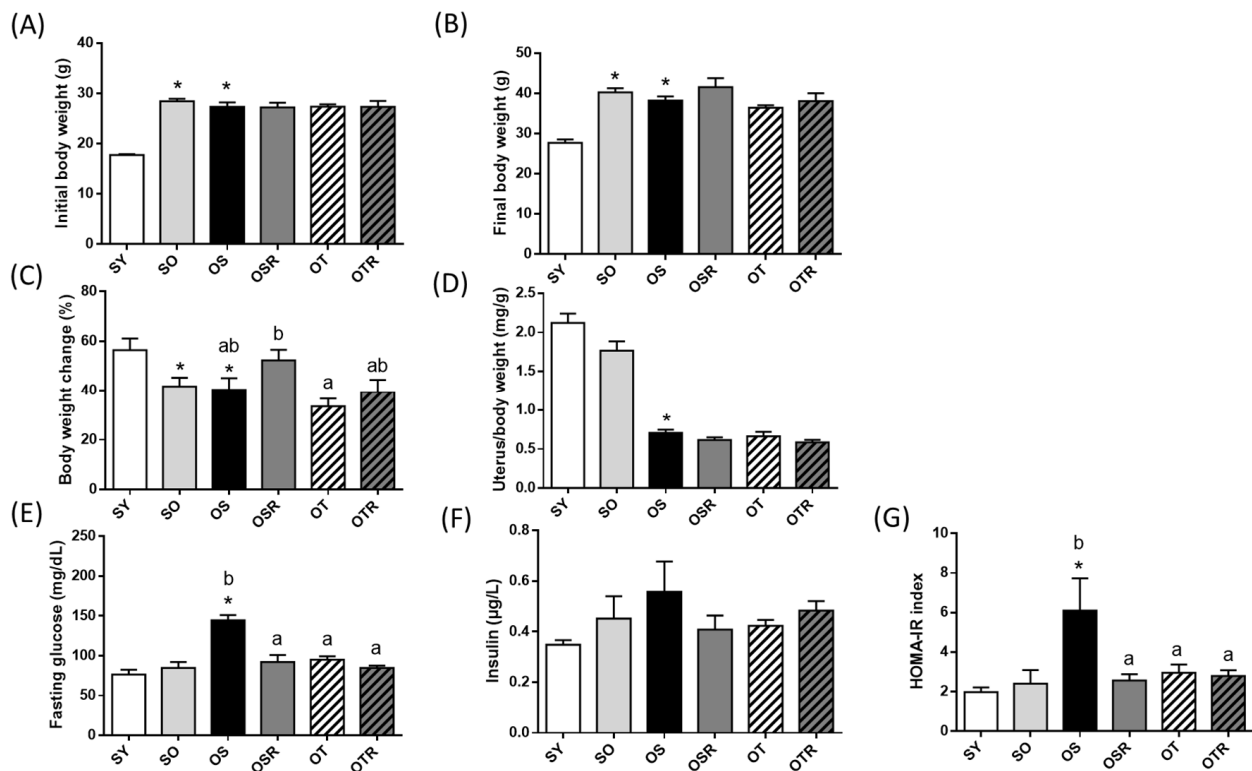 (A)
Initial body weight (g)
40
30
20
10
0
* *
SY SO OS OSR OT OTR
(B)
Final body weight (g)
50
40
30
20
10
0
* *
SY SO OS OSR OT OTR
(C)
Body weight change (%)
80
60
40
20
0
ab b a ab
* *
SY SO OS OSR OT OTR
(D)
Uterus/body weight (mg/g)
2.5
2.0
1.5
1.0
0.5
0.0
*
SY SO OS OSR OT OTR
(E)
Fasting glucose (mg/dL)
250
200
150
100
50
0
b
*
a a a
SY SO OS OSR OT OTR
(F)
Insulin (µg/L)
0.8
0.6
0.4
0.2
0.0
SY SO OS OSR OT OTR
(G)
HOMA-IR index
10
8
6
4
2
0
b
*
a a a
SY SO OS OSR OT OTR